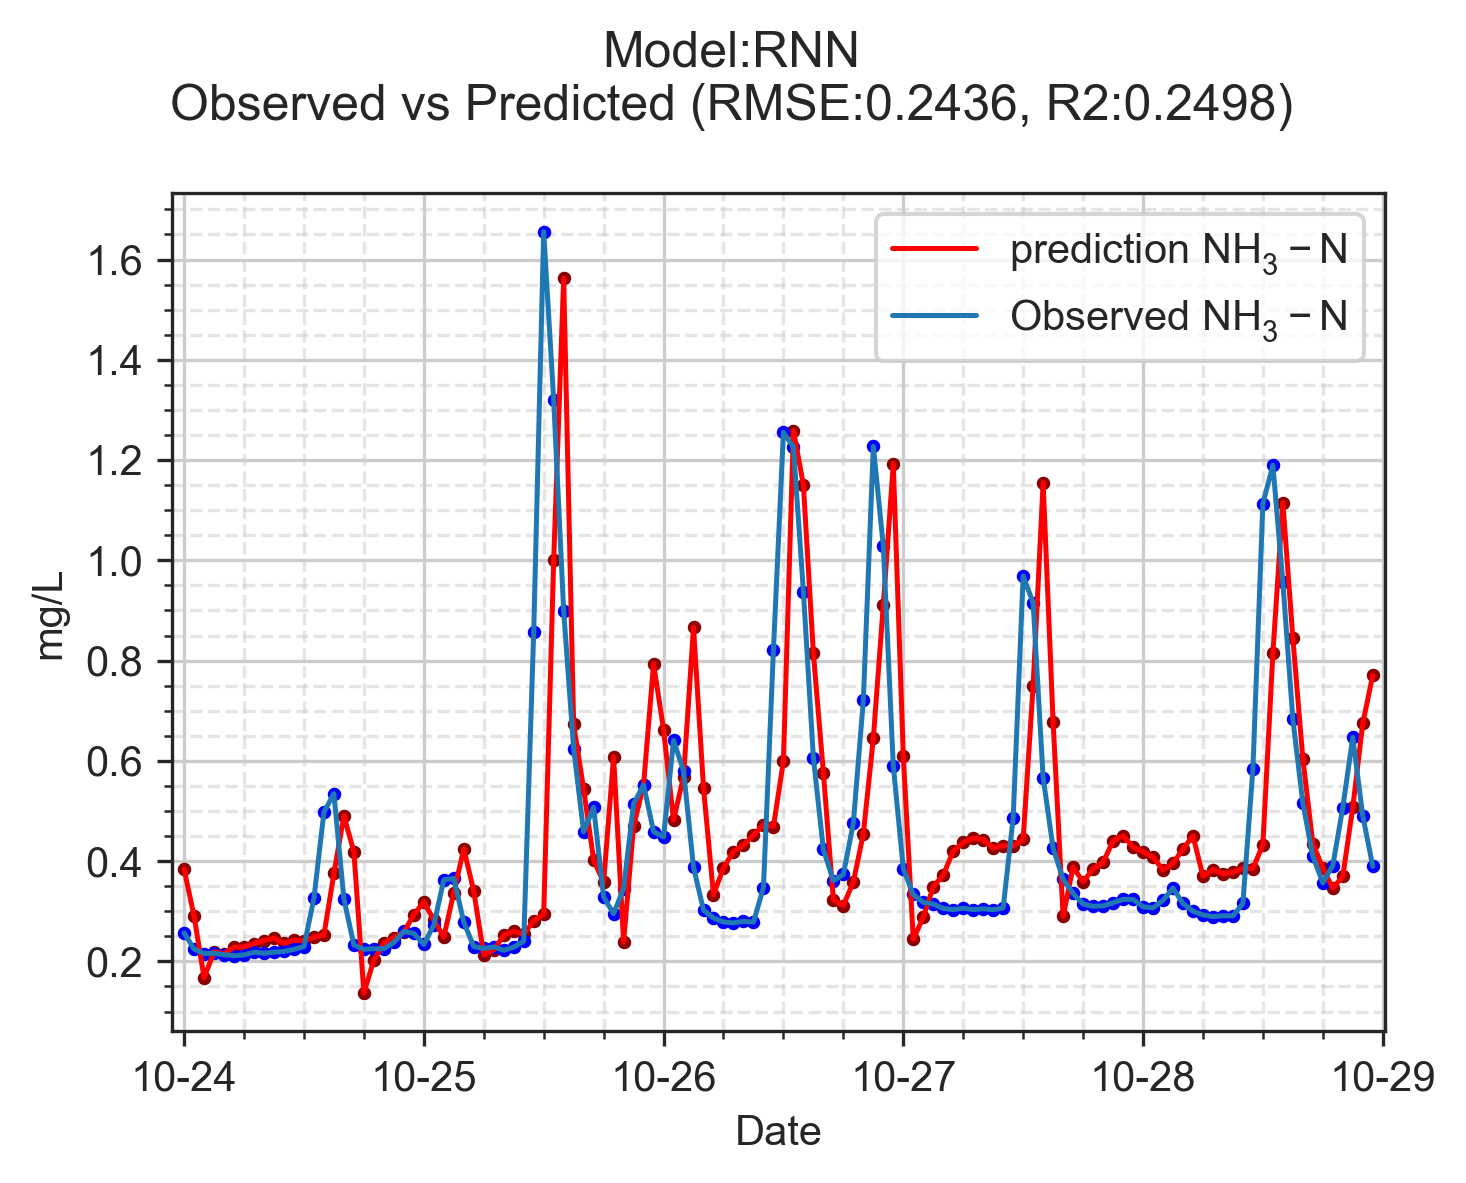 Model:RNN
Observed vs Predicted (RMSE:0.2436, R2:0.2498)
prediction NH₃ − N
Observed NH₃ − N
1.6
1.4
1.2
1.0
0.8
0.6
0.4
0.2
mg/L
10-24 10-25 10-26 10-27 10-28 10-29
Date